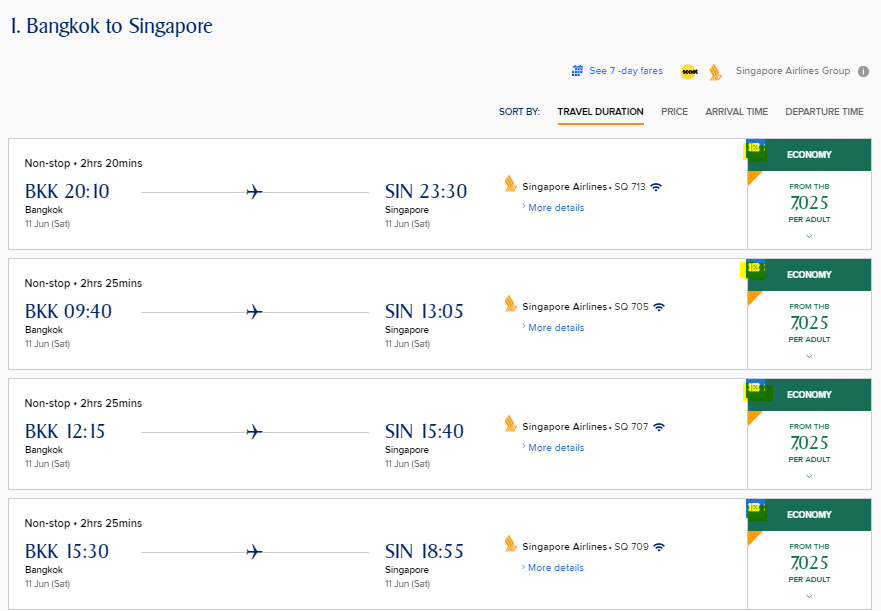 1. Bangkok to Singapore
See 7 -day fares
scoot
Singapore Airlines Group
SORT BY: TRAVEL DURATION PRICE ARRIVAL TIME DEPARTURE TIME
Non-stop • 2hrs 20mins
BKK 20:10
Bangkok
11 Jun (Sat)
SIN 23:30
Singapore
11 Jun (Sat)
Singapore Airlines • SQ 713
More details
ECONOMY
FROM THB
7,025
PER ADULT
Non-stop • 2hrs 25mins
BKK 09:40
Bangkok
11 Jun (Sat)
SIN 13:05
Singapore
11 Jun (Sat)
Singapore Airlines • SQ 705
More details
ECONOMY
FROM THB
7,025
PER ADULT
Non-stop • 2hrs 25mins
BKK 12:15
Bangkok
11 Jun (Sat)
SIN 15:40
Singapore
11 Jun (Sat)
Singapore Airlines • SQ 707
More details
ECONOMY
FROM THB
7,025
PER ADULT
Non-stop • 2hrs 25mins
BKK 15:30
Bangkok
11 Jun (Sat)
SIN 18:55
Singapore
11 Jun (Sat)
Singapore Airlines • SQ 709
More details
ECONOMY
FROM THB
7,025
PER ADULT